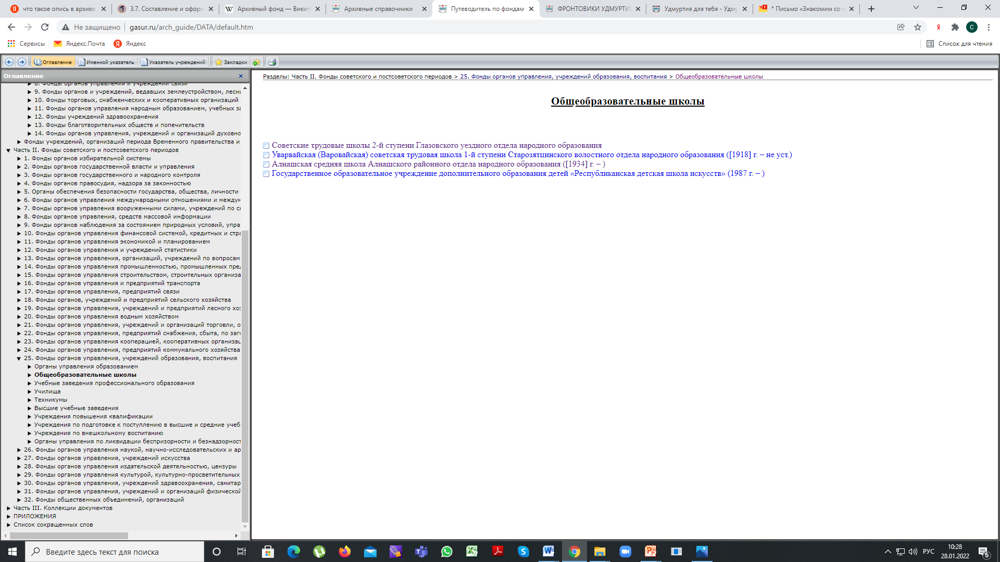 что такое опись в архиве
3.7. Составление и офор
Архивный фонд — Викип
Архивные справочники
Путеводитель по фондам
ФРОНТОВИКИ УДМУРТИ
Удмуртия для тебя - Удму
* Письмо «Знакомим со с
Не защищено
gasur.ru/arch_guide/DATA/default.htm
C
Сервисы
Яндекс.Почта
Яндекс
Список для чтения
Оглавление
Именной указатель
Указатель учреждений
Закладки
Оглавление
8. Фонды органов управления и учреждений связи
9. Фонды органов и учреждений, ведавших землеустройством, лесн
10. Фонды торговых, снабженческих и кооперативных организаций
11. Фонды органов управления народным образованием, учебных за
12. Фонды учреждений здравоохранения
13. Фонды благотворительных обществ и попечительств
14. Фонды органов управления, учреждений и организаций духовно
Фонды учреждений, организаций периода Временного правительства и
Часть II. Фонды советского и постсоветского периодов
1. Фонды органов избирательной системы
2. Фонды органов государственной власти и управления
3. Фонды органов государственного и народного контроля
4. Фонды органов правосудия, надзора за законностью
5. Органы обеспечения безопасности государства, общества, личности
6. Фонды органов управления международными отношениями и междун
7. Фонды органов управления вооруженными силами, учреждений по св
8. Фонды органов управления, средств массовой информации
9. Фонды органов наблюдения за состоянием природных условий, упра
10. Фонды органов управления финансовой системой, кредитных и стра
11. Фонды органов управления экономикой и планированием
12. Фонды органов управления и учреждений статистики
13. Фонды органов управления, организаций, учреждений по вопросам
14. Фонды органов управления промышленностью, промышленных пред
15. Фонды органов управления строительством, строительных организа
16. Фонды органов управления и предприятий транспорта
17. Фонды органов управления, предприятий связи
18. Фонды органов, учреждений и предприятий сельского хозяйства
19. Фонды органов управления, учреждений и предприятий лесного хоз
20. Фонды органов управления водным хозяйством
21. Фонды органов управления, учреждений и организаций торговли, о
22. Фонды органов управления, предприятий снабжения, сбыта, по заго
23. Фонды органов управления кооперацией, кооперативных организац
24. Фонды органов управления, предприятий коммунального хозяйства
25. Фонды органов управления, учреждений образования, воспитания
Органы управления образованием
Общеобразовательные школы
Учебные заведения профессионального образования
Училища
Техникумы
Высшие учебные заведения
Учреждения повышения квалификации
Учреждения по подготовке к поступлению в высшие и средние учеб
Учреждения по внешкольному воспитанию
Органы управления по ликвидации беспризорности и безнадзорност
26. Фонды органов управления наукой, научно-исследовательских и ар
27. Фонды органов управления, учреждений искусства
28. Фонды органов управления издательской деятельностью, цензуры
29. Фонды органов управления культурой, культурно-просветительных
30. Фонды органов управления, учреждений здравоохранения, санитар
31. Фонды органов управления, учреждений и организаций физической
32. Фонды общественных объединений, организаций
Часть III. Коллекции документов
ПРИЛОЖЕНИЯ
Список сокращенных слов
Разделы: Часть II. Фонды советского и постсоветского периодов > 25. Фонды органов управления, учреждений образования, воспитания > Общеобразовательные школы
Общеобразовательные школы
Советские трудовые школы 2-й ступени Глазовского уездного отдела народного образования
Уварвайская (Варовайская) советская трудовая школа 1-й ступени Старозятцинского волостного отдела народного образования ([1918] г. – не уст.)
Алнашская средняя школа Алнашского районного отдела народного образования ([1934] г. – )
Государственное образовательное учреждение дополнительного образования детей «Республиканская детская школа искусств» (1987 г. – )
Введите здесь текст для поиска
РУС
10:28
28.01.2022
6